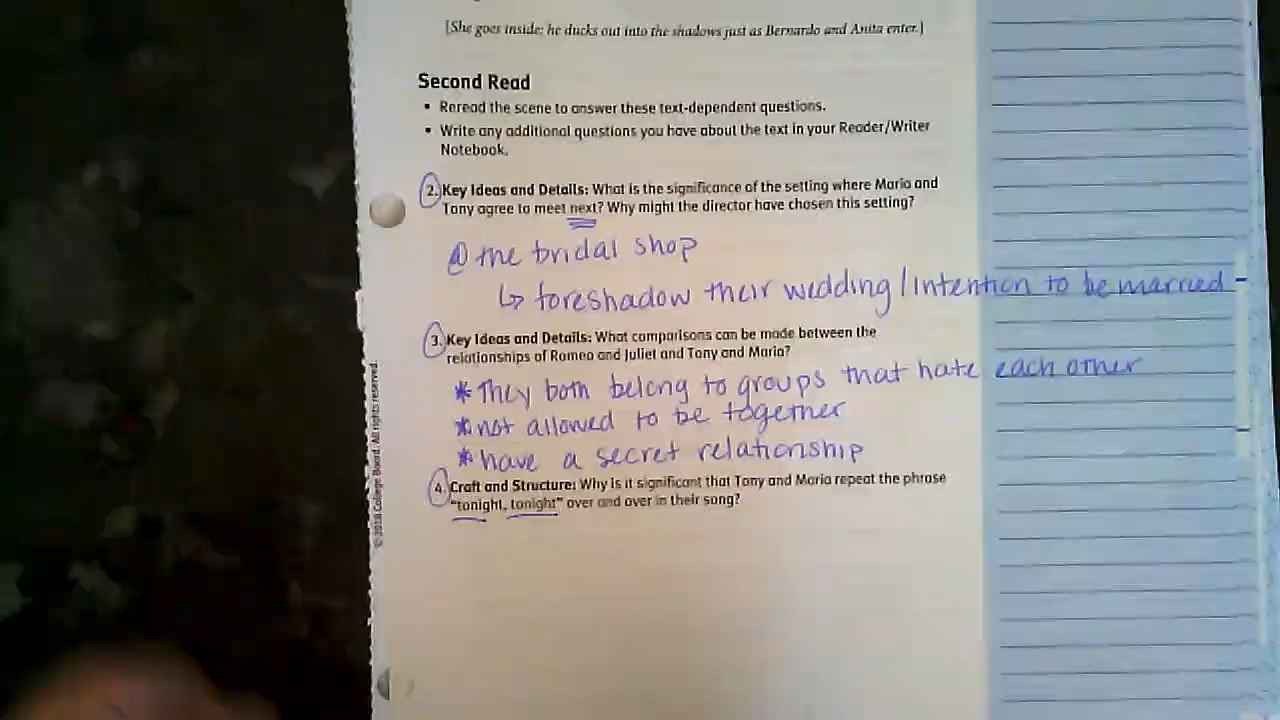 [She goes inside; he ducks out into the shadows just as Bernardo and Anita enter.]
Second Read
• Reread the scene to answer these text-dependent questions.
• Write any additional questions you have about the text in your Reader/Writer
Notebook.
2. Key Ideas and Details: What is the significance of the setting where Maria and
Tony agree to meet next? Why might the director have chosen this setting?
@ the bridal shop
↳ foreshadow their wedding/intention to be married
3. Key Ideas and Details: What comparisons can be made between the
relationships of Romeo and Juliet and Tony and Maria?
* They both belong to groups that hate each other
* not allowed to be together
* have a secret relationship
4. Craft and Structure: Why is it significant that Tony and Maria repeat the phrase
"tonight, tonight" over and over in their song?
© 2018 College Board. All rights reserved.